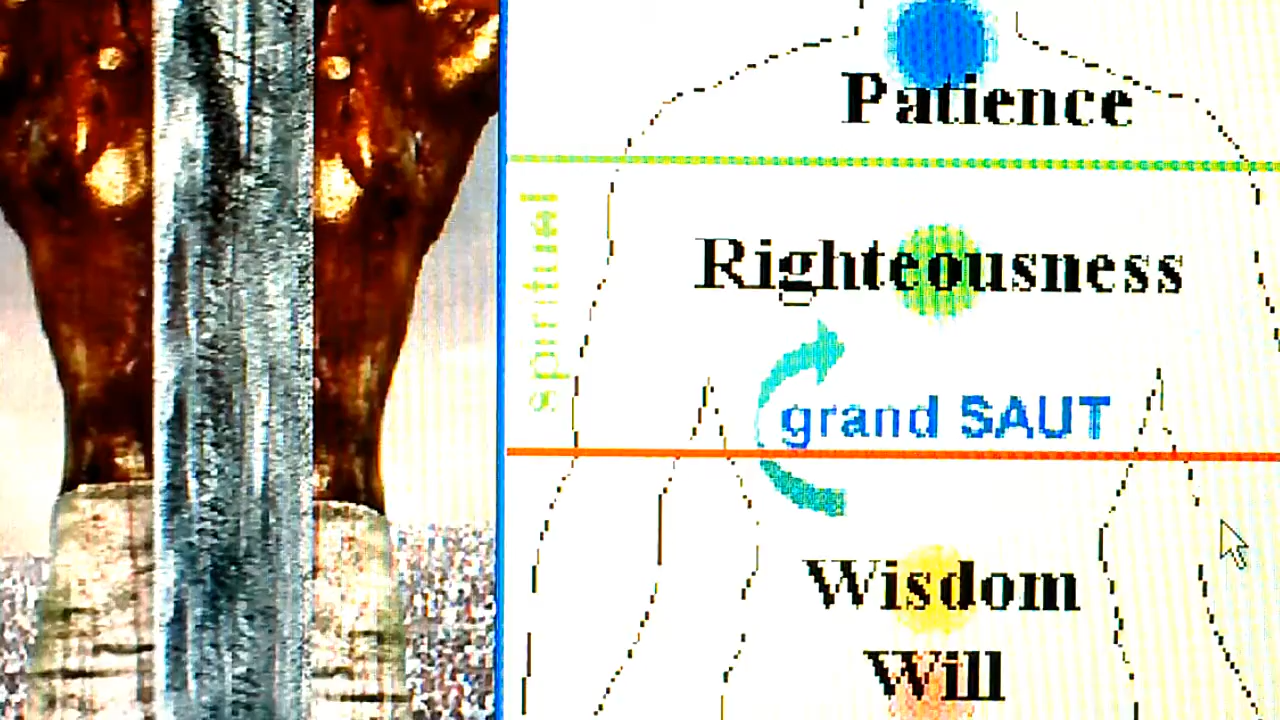 Patience
spirituel
Righteousness
grand SAUT
Wisdom
Will